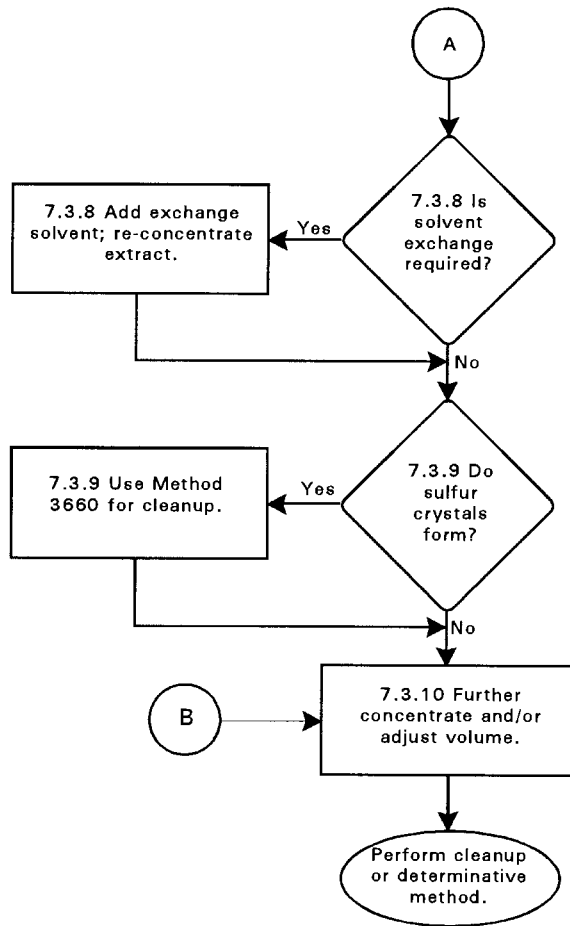 A
7.3.8 Is
solvent
exchange
required?
Yes
7.3.8 Add exchange
solvent; re-concentrate
extract.
No
7.3.9 Do
sulfur
crystals
form?
Yes
7.3.9 Use Method
3660 for cleanup.
No
B
7.3.10 Further
concentrate and/or
adjust volume.
Perform cleanup
or determinative
method.